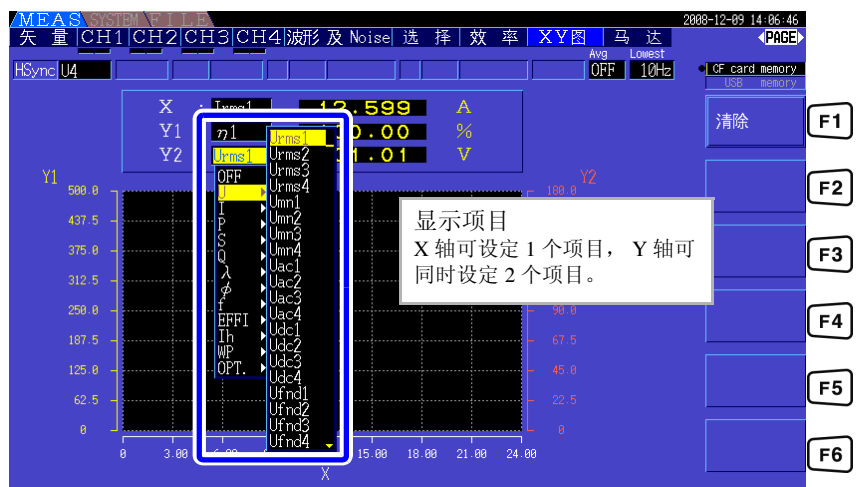 MEAS SYSTEM FILE 2008-12-09 14:06:46
矢 量 CH1 CH2 CH3 CH4 波形 及 Noise 选 择 效 率 XY图 马 达 PAGE
Avg Lowest
HSync U4 OFF 10Hz CF card memory
USB memory
X : Irms1 12.599 A
Y1 η1 %
Y2 Urms1 V
清除
F1
F2
F3
F4
F5
F6
OFF
U
I
P
S
Q
λ
φ
f
EFFI
Ih
WP
OPT.
Urms1
Urms2
Urms3
Urms4
Umn1
Umn2
Umn3
Umn4
Uac1
Uac2
Uac3
Uac4
Udc1
Udc2
Udc3
Udc4
Ufnd1
Ufnd2
Ufnd3
Ufnd4
显示项目
X 轴可设定 1 个项目， Y 轴可
同时设定 2 个项目。
Y1
500.0
437.5
375.0
312.5
250.0
187.5
125.0
62.5
0
Y2
180.0
90.0
67.5
45.0
22.5
0
0 3.00 6.00 15.00 18.00 21.00 24.00
X